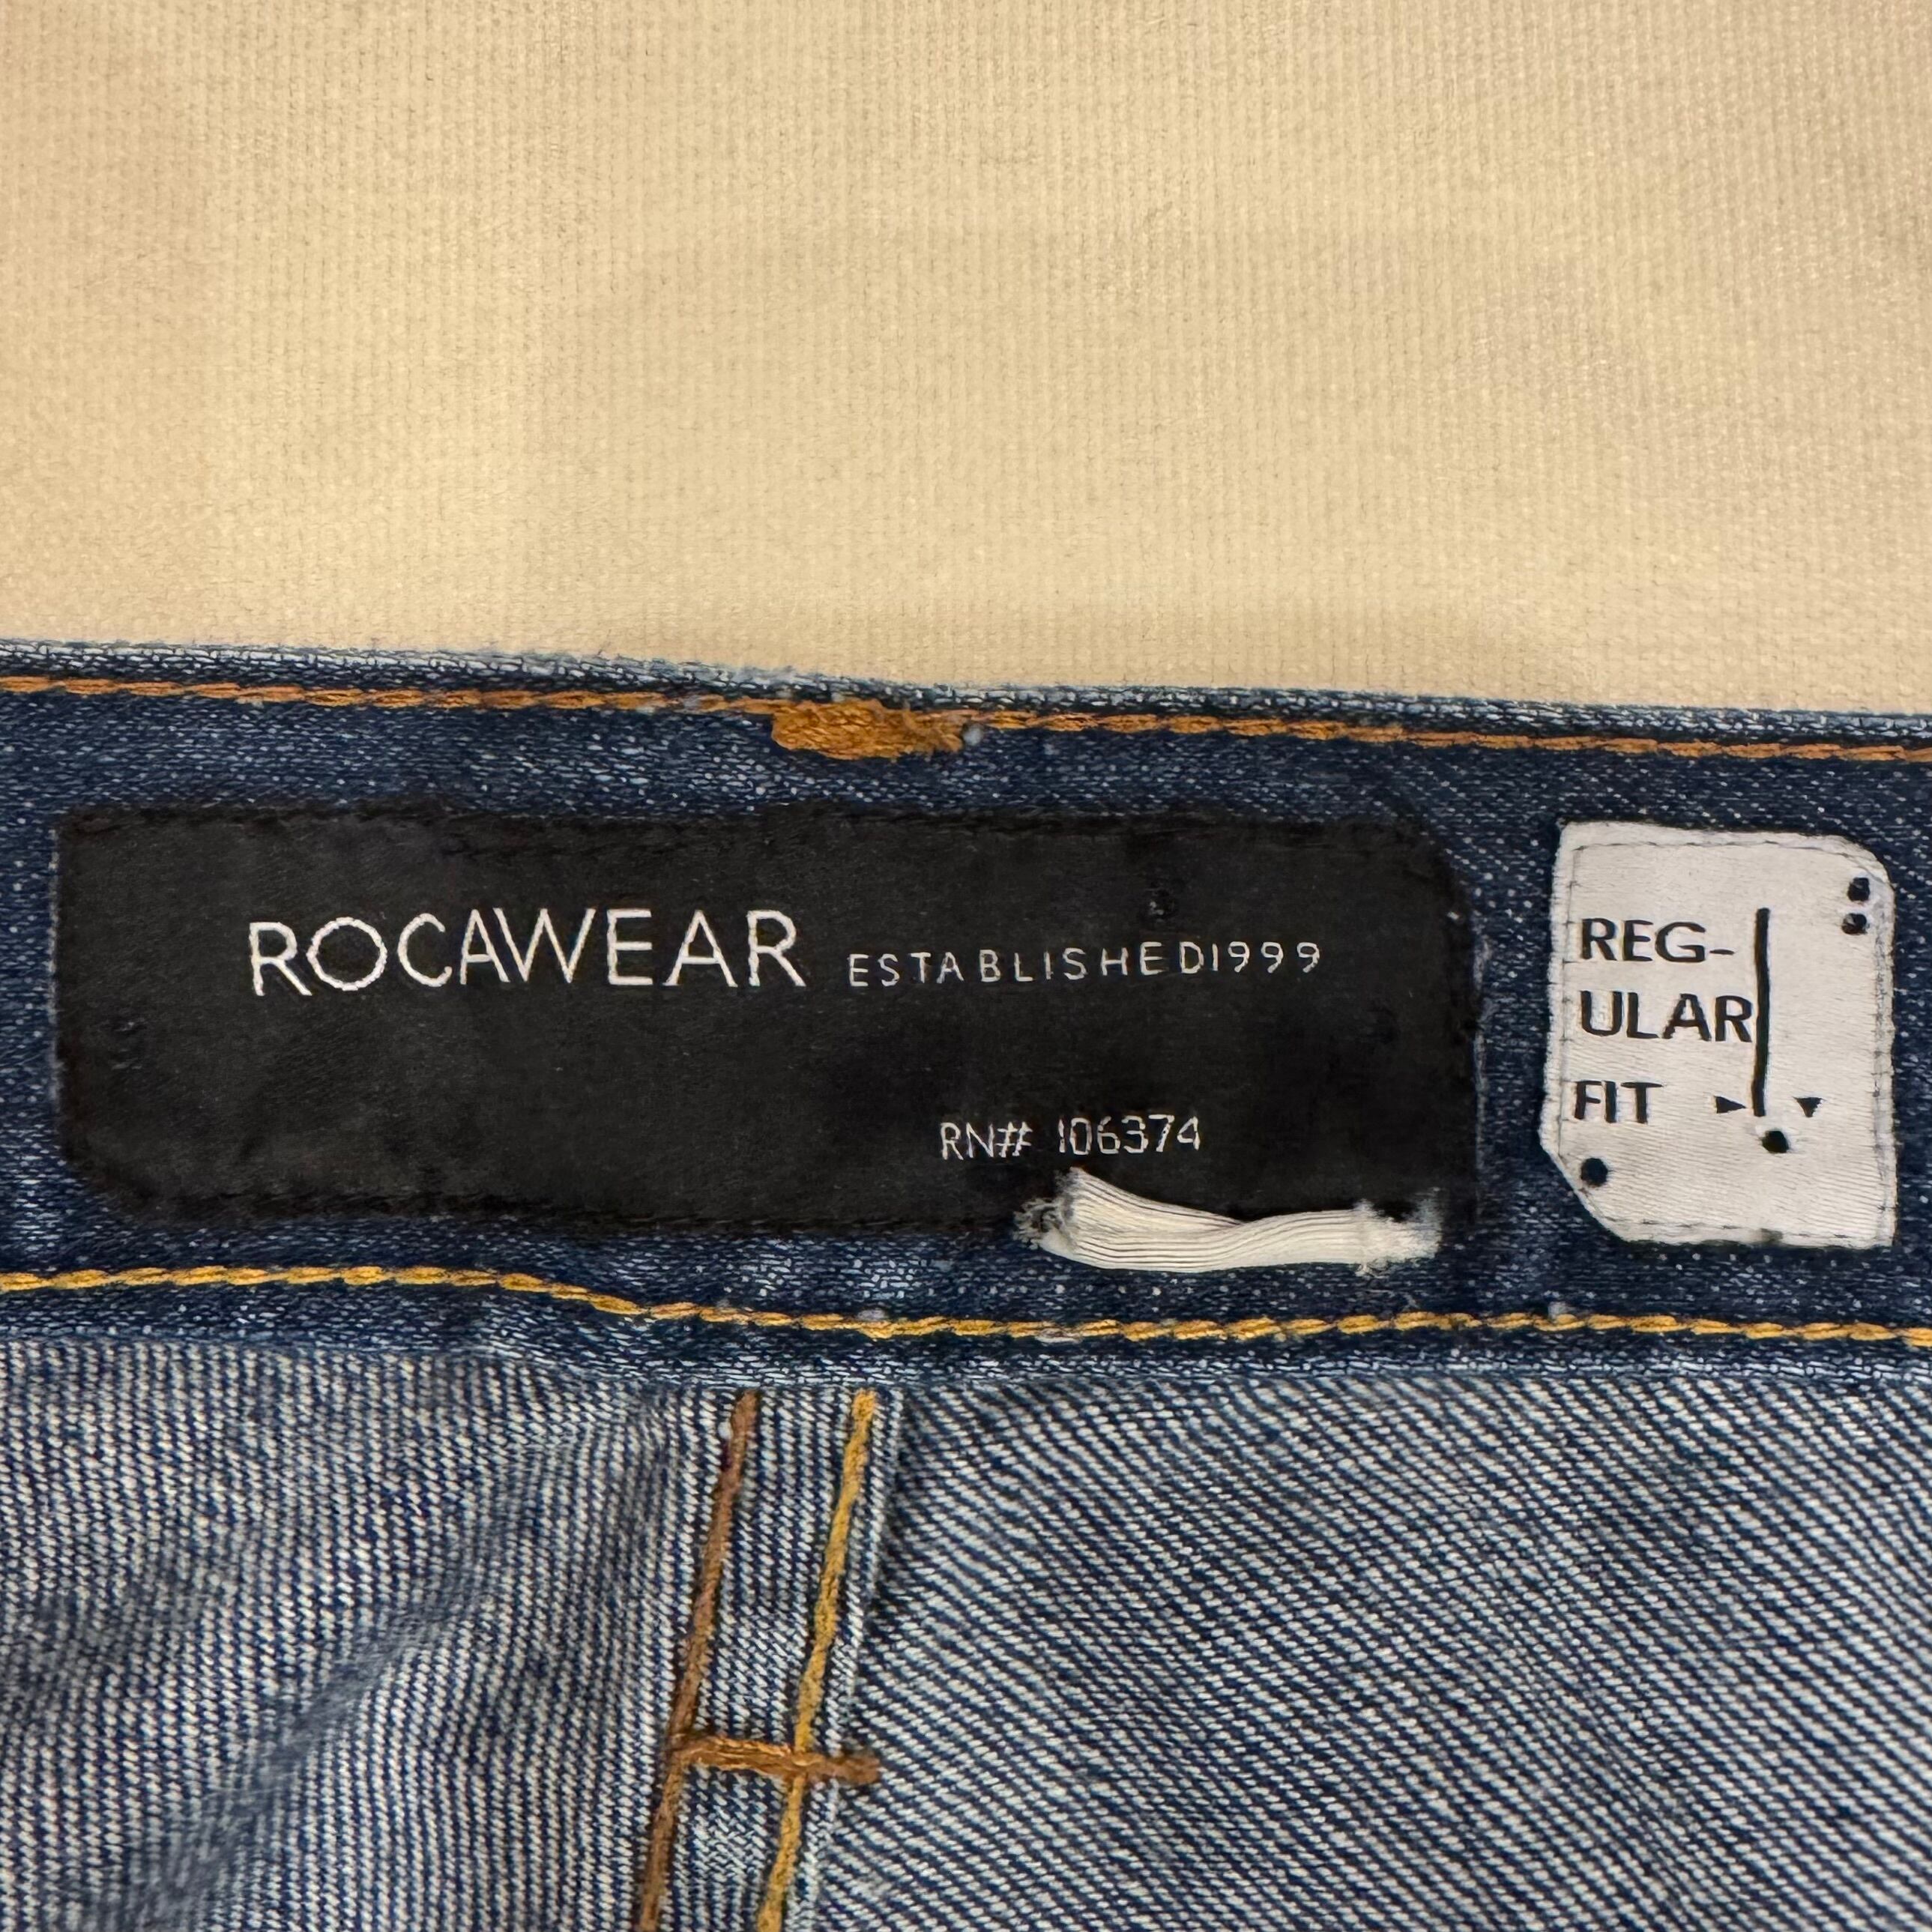 ROCAWEAR ESTABLISHED1999
RN# 106374
REG-
ULAR
FIT